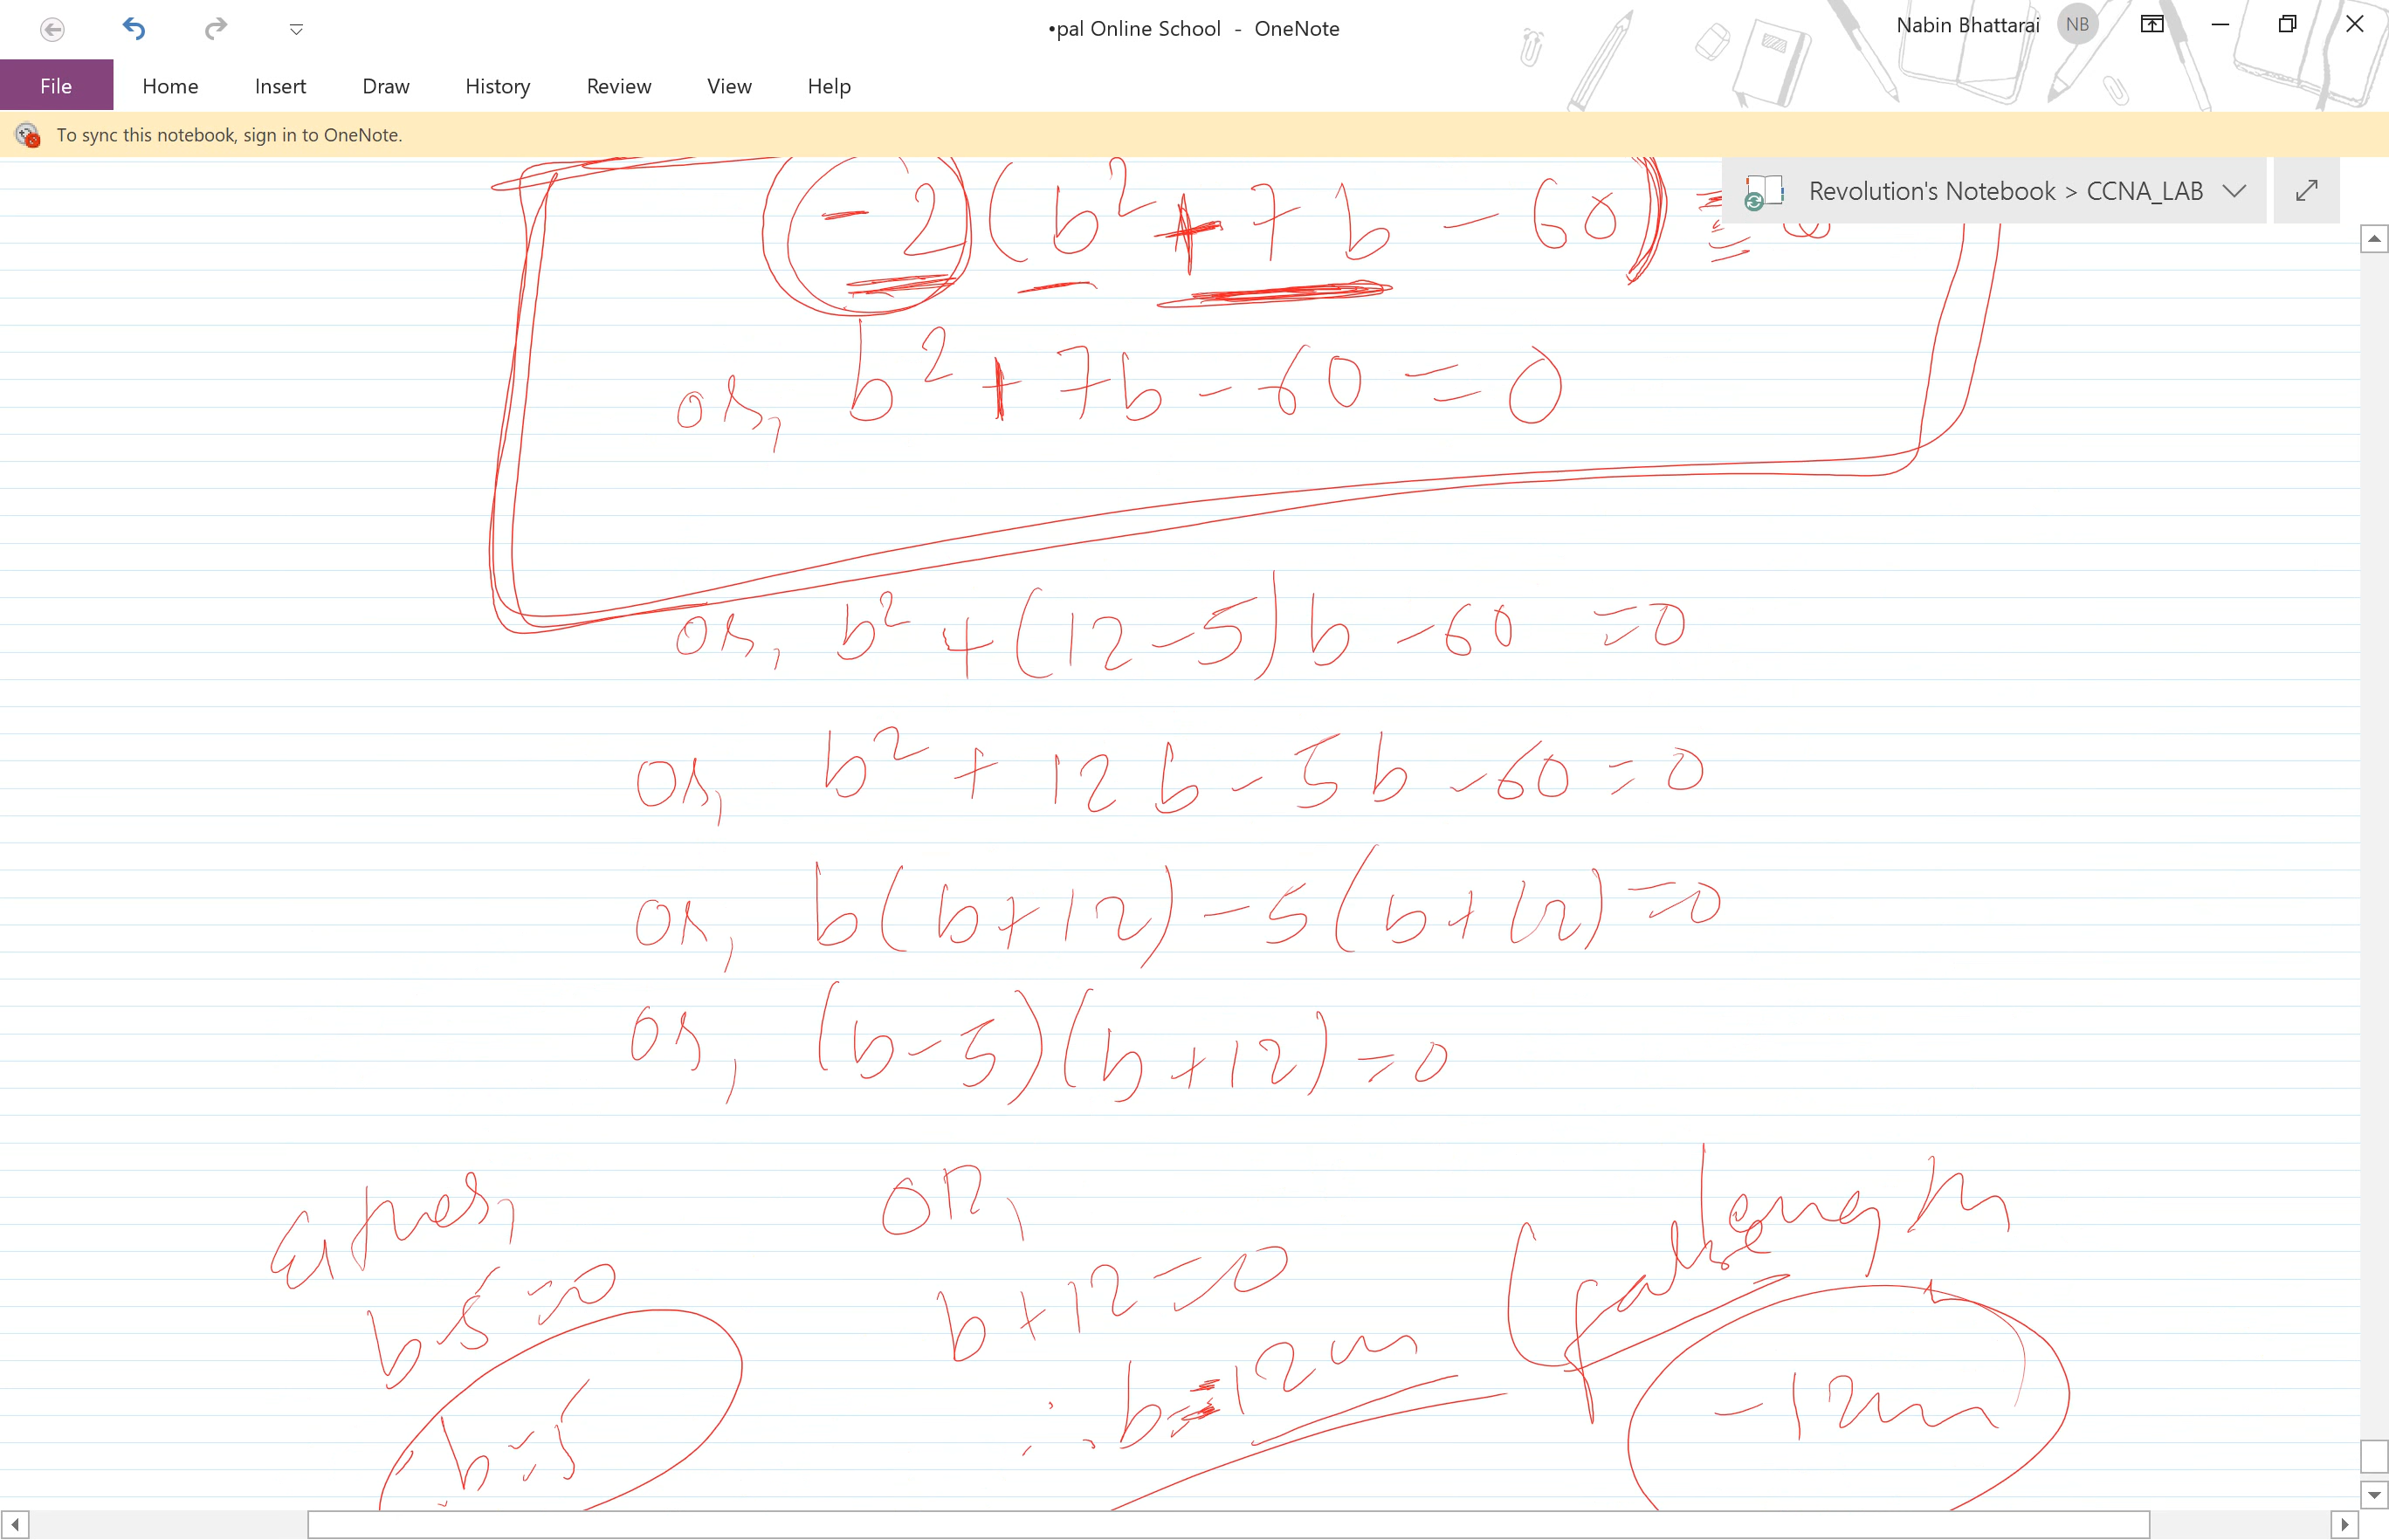 •pal Online School - OneNote
Nabin Bhattarai NB
File Home Insert Draw History Review View Help
To sync this notebook, sign in to OneNote.
Revolution's Notebook > CCNA_LAB
-2(b²+7b-60)=0
or, b²+7b-60=0
or, b²+(12-5)b-60=0
or, b²+12b-5b-60=0
or, b(b+12)-5(b+12)=0
or, (b-5)(b+12)=0
Either,
b-5=0
∴b=5
or,
b+12=0
∴b=-12m
(false length
-12m